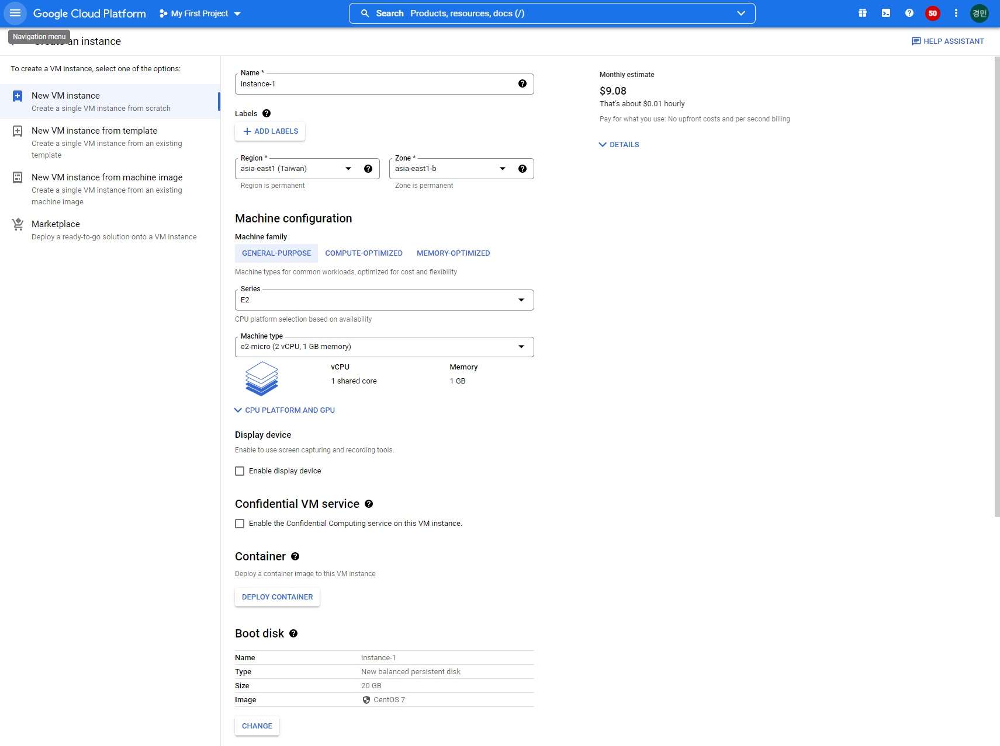 Google Cloud Platform
My First Project
Search Products, resources, docs (/)
50
경민
Navigation menu
Create an instance
HELP ASSISTANT
To create a VM instance, select one of the options:
New VM instance
Create a single VM instance from scratch
New VM instance from template
Create a single VM instance from an existing
template
New VM instance from machine image
Create a single VM instance from an existing
machine image
Marketplace
Deploy a ready-to-go solution onto a VM instance
Name *
instance-1
Labels
ADD LABELS
Region *
asia-east1 (Taiwan)
Region is permanent
Zone *
asia-east1-b
Zone is permanent
Machine configuration
Machine family
GENERAL-PURPOSE
COMPUTE-OPTIMIZED
MEMORY-OPTIMIZED
Machine types for common workloads, optimized for cost and flexibility
Series
E2
CPU platform selection based on availability
Machine type
e2-micro (2 vCPU, 1 GB memory)
vCPU
1 shared core
Memory
1 GB
CPU PLATFORM AND GPU
Display device
Enable to use screen capturing and recording tools.
Enable display device
Confidential VM service
Enable the Confidential Computing service on this VM instance.
Container
Deploy a container image to this VM instance
DEPLOY CONTAINER
Boot disk
Name instance-1
Type New balanced persistent disk
Size 20 GB
Image CentOS 7
CHANGE
Monthly estimate
$9.08
That's about $0.01 hourly
Pay for what you use: No upfront costs and per second billing
DETAILS